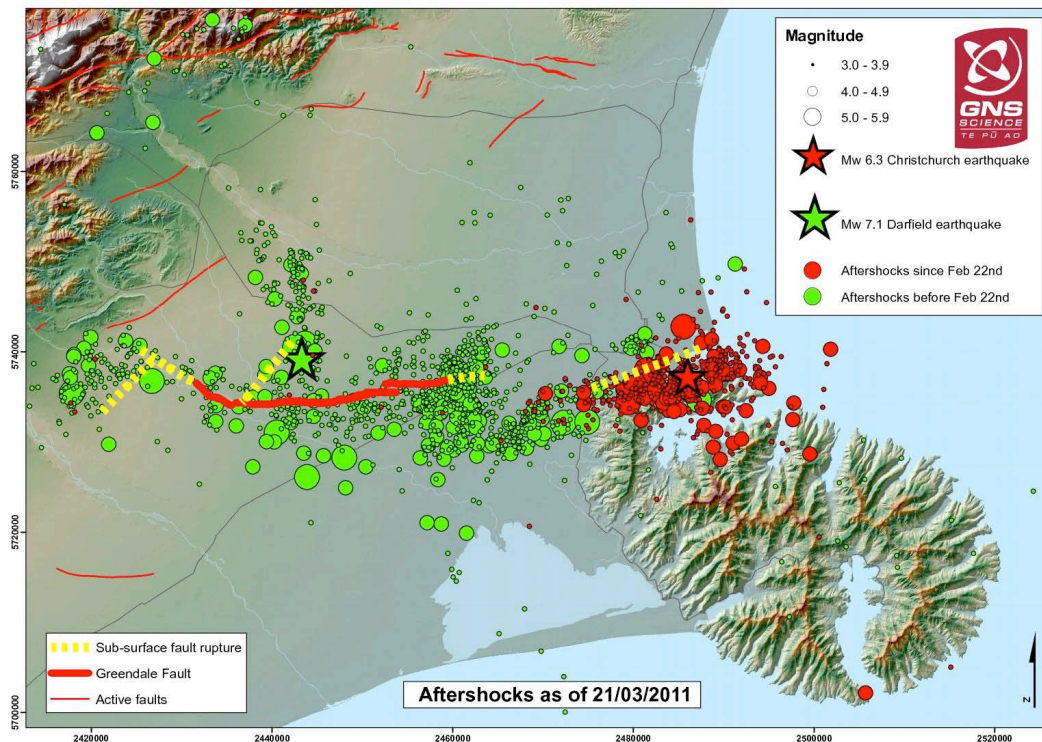 Magnitude
3.0 - 3.9
4.0 - 4.9
5.0 - 5.9
Mw 6.3 Christchurch earthquake
Mw 7.1 Darfield earthquake
Aftershocks since Feb 22nd
Aftershocks before Feb 22nd
GNS
SCIENCE
TE PŪ AO
5760000
5740000
5720000
5700000
Sub-surface fault rupture
Greendale Fault
Active faults
Aftershocks as of 21/03/2011
N
2420000
2440000
2460000
2480000
2500000
2520000